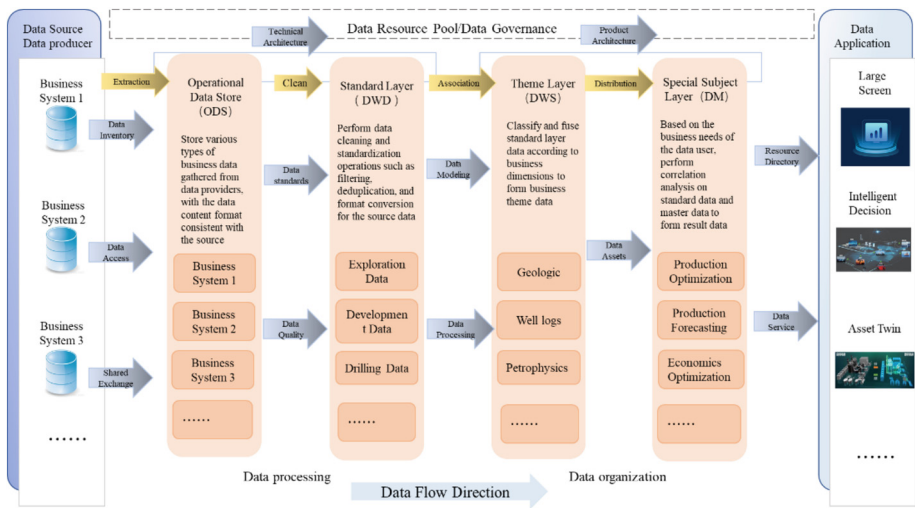 Data Source
Data producer
Business
System 1
Business
System 2
Business
System 3
......
Technical
Architecture
Data Resource Pool/Data Governance
Product
Architecture
Extraction
Data
Inventory
Data
Access
Shared
Exchange
Operational
Data Store
(ODS)
Store various
types of
business data
gathered from
data providers,
with the data
content format
consistent with
the source
Business
System 1
Business
System 2
Business
System 3
......
Clean
Data
standards
Data
Quality
Standard Layer
( DWD )
Perform data
cleaning and
standardization
operations such as
filtering,
deduplication, and
format conversion
for the source data
Exploration
Data
Developmen
t Data
Drilling Data
......
Association
Data
Modeling
Data
Processing
Theme Layer
(DWS)
Classify and fuse
standard layer
data according to
business
dimensions to
form business
theme data
Geologic
Well logs
Petrophysics
......
Distribution
Data
Assets
Special Subject
Layer (DM)
Based on the
business needs of
the data user,
perform
correlation
analysis on
standard data and
master data to
form result data
Production
Optimization
Production
Forecasting
Economics
Optimization
......
Resource
Directory
Data
Service
Data
Application
Large
Screen
Intelligent
Decision
Asset Twin
......
Data processing
Data organization
Data Flow Direction